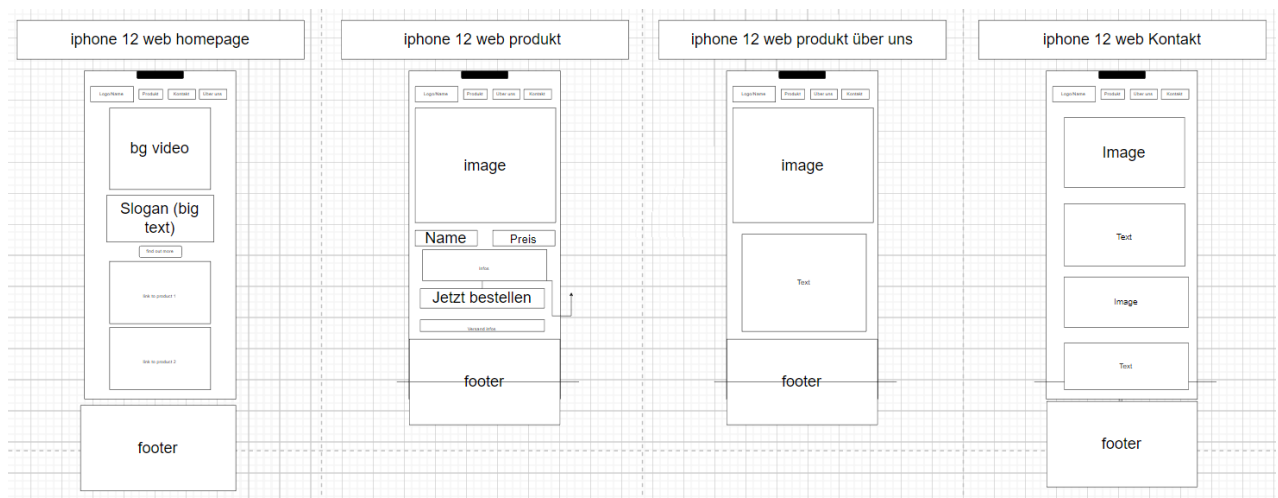 iphone 12 web homepage
Logo/Name
Produkt
Kontakt
Über uns
bg video
Slogan (big
text)
find out more
link to product 1
link to product 2
footer
iphone 12 web produkt
Logo/Name
Produkt
Über uns
Kontakt
image
Name
Preis
Infos
Jetzt bestellen
Versand Infos
footer
iphone 12 web produkt über uns
Logo/Name
Produkt
Über uns
Kontakt
image
Text
footer
iphone 12 web Kontakt
Logo/Name
Produkt
Über uns
Kontakt
Image
Text
Image
Text
footer